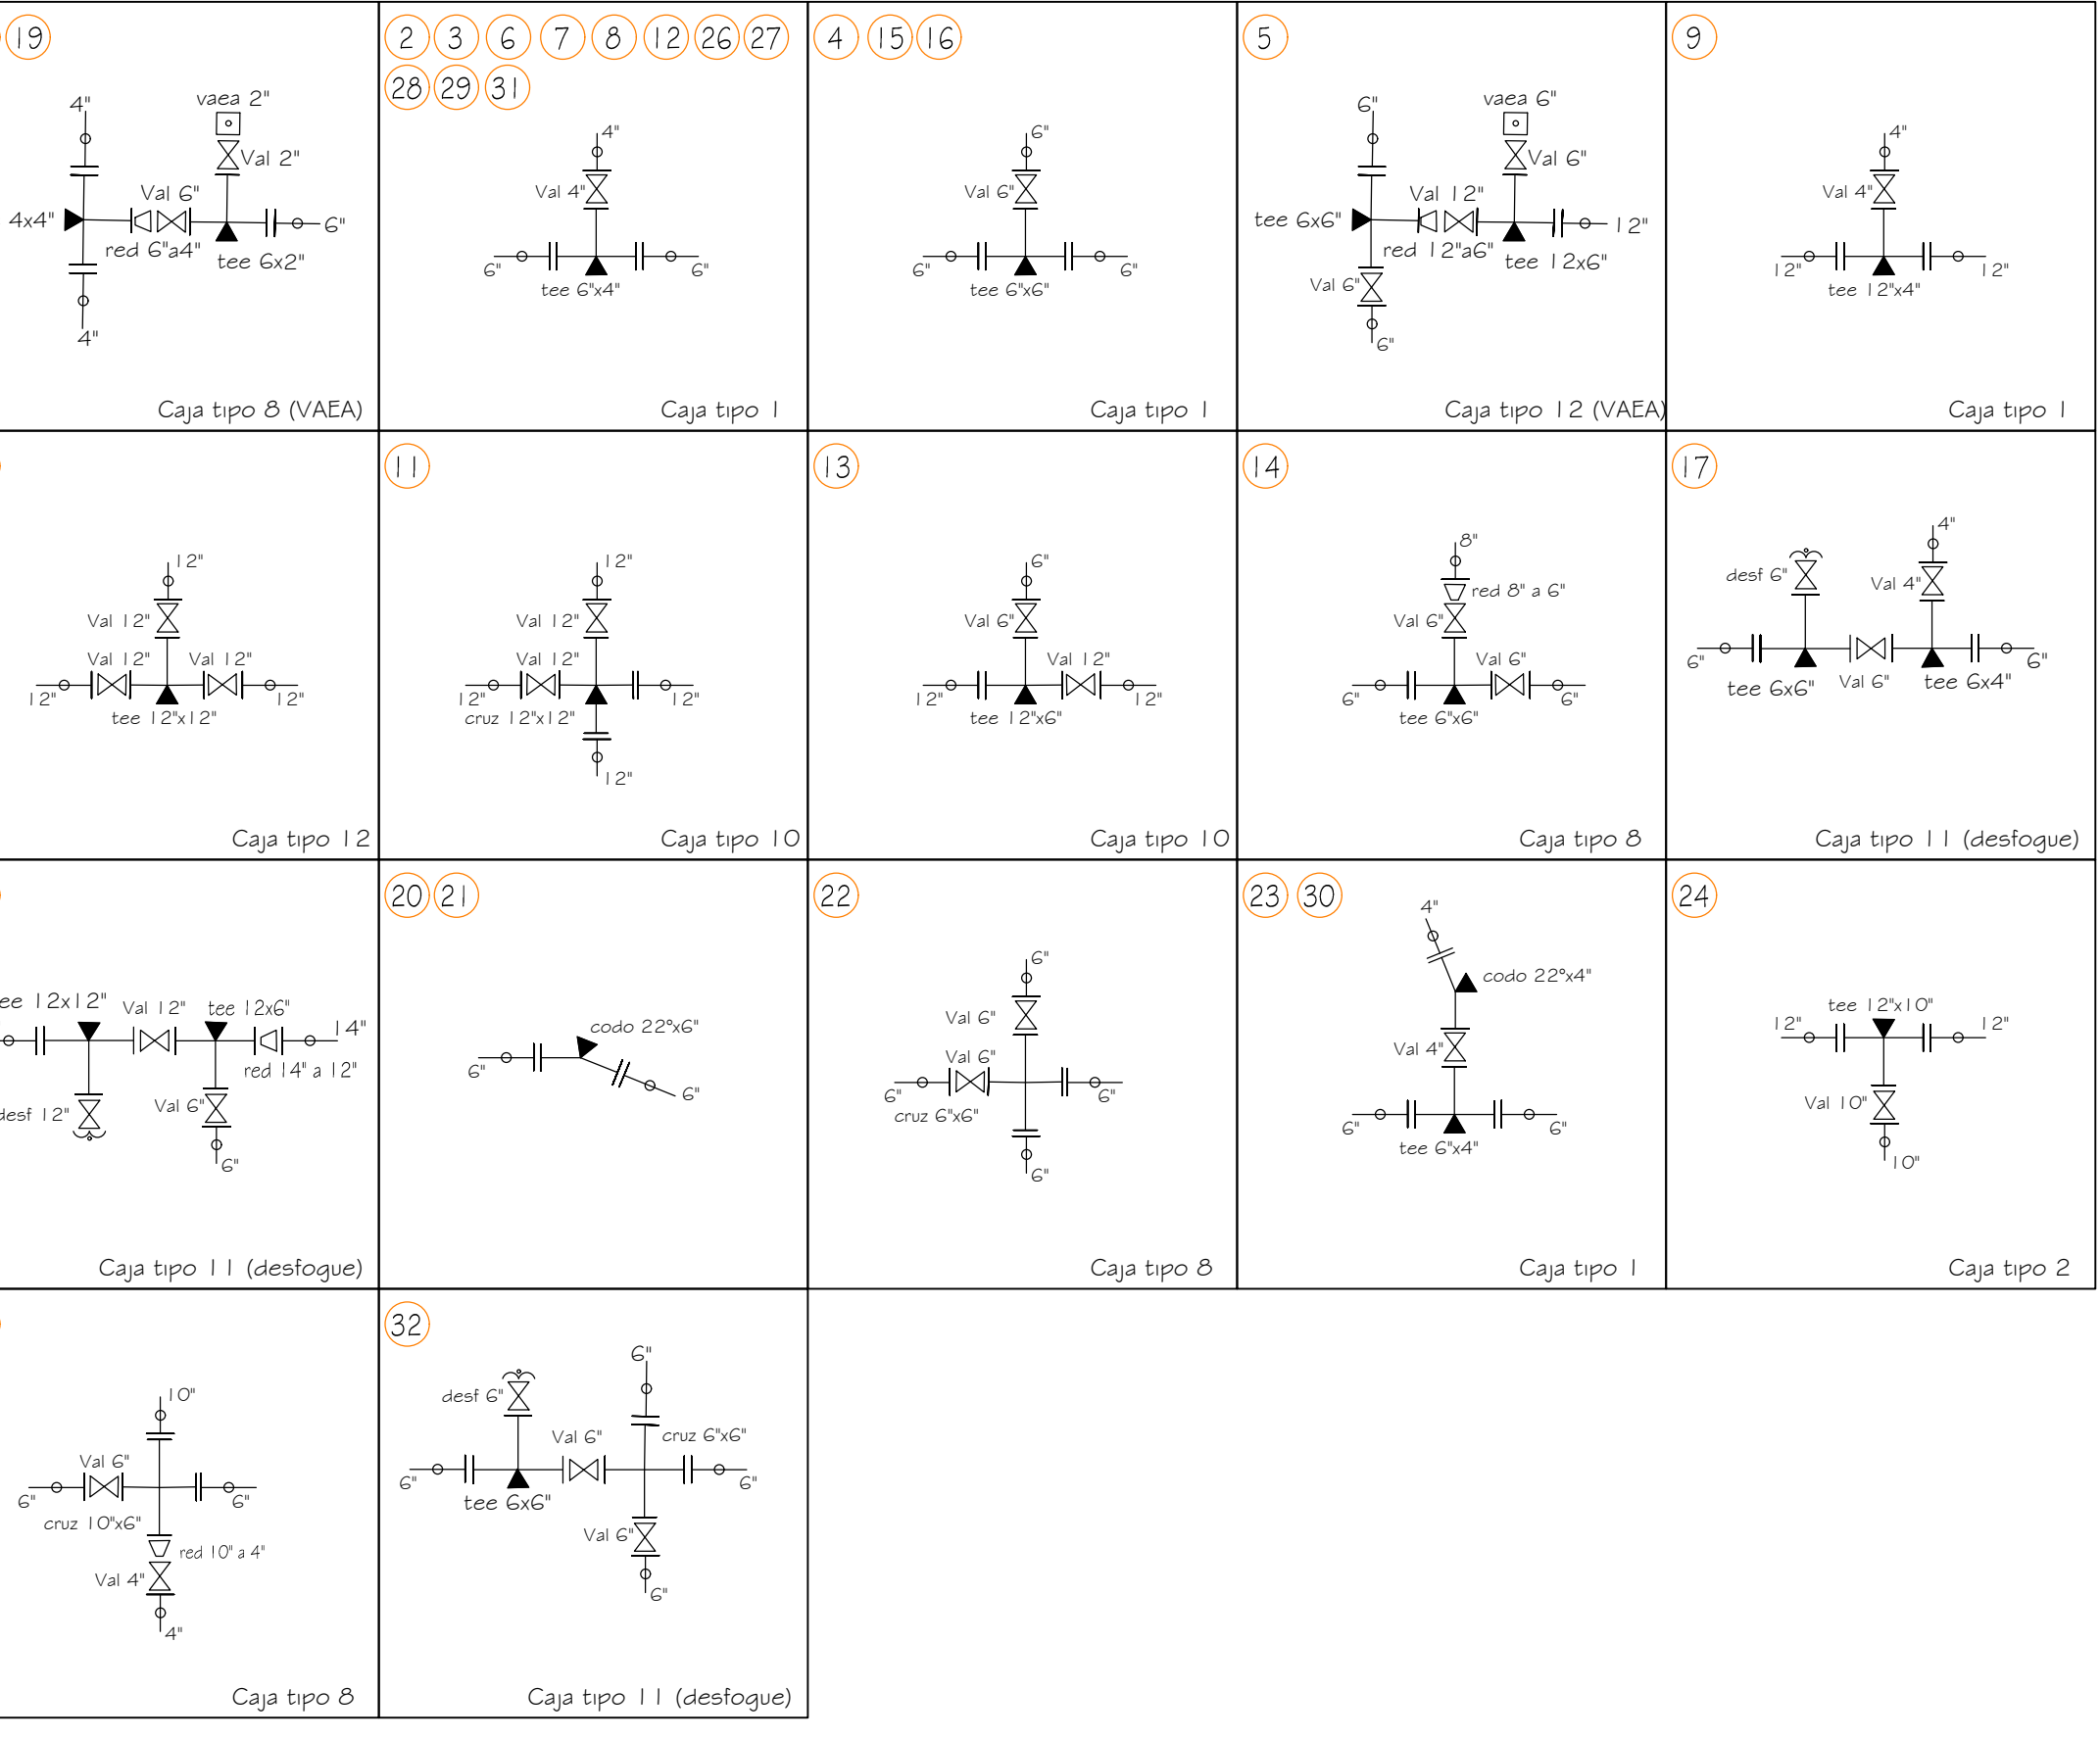 19
4"
vaea 2"
Val 2"
Val 6"
4x4"
6"
red 6"a4"
tee 6x2"
4"
Caja tipo 8 (VAEA)
2 3 6 7 8 12 26 27
28 29 31
4"
Val 4"
6" 6"
tee 6"x4"
Caja tipo 1
4 15 16
6"
Val 6"
6" 6"
tee 6"x6"
Caja tipo 1
5
6"
vaea 6"
Val 6"
Val 12"
tee 6x6"
12"
red 12"a6"
tee 12x6"
Val 6"
6"
Caja tipo 12 (VAEA)
9
4"
Val 4"
12" 12"
tee 12"x4"
Caja tipo 1
12"
Val 12"
Val 12" Val 12"
12" 12"
tee 12"x12"
Caja tipo 12
11
12"
Val 12"
Val 12"
12" 12"
cruz 12"x12"
12"
Caja tipo 10
13
6"
Val 6"
Val 12"
12" 12"
tee 12"x6"
Caja tipo 10
14
8"
red 8" a 6"
Val 6"
Val 6"
6" 6"
tee 6"x6"
Caja tipo 8
17
4"
desf 6"
Val 4"
6" 6"
tee 6x6" Val 6" tee 6x4"
Caja tipo 11 (desfogue)
ee 12x12" Val 12" tee 12x6"
14"
red 14" a 12"
desf 12"
Val 6"
6"
Caja tipo 11 (desfogue)
20 21
codo 22°x6"
6"
6"
22
6"
Val 6"
Val 6"
6" 6"
cruz 6"x6"
6"
Caja tipo 8
23 30
4"
codo 22°x4"
Val 4"
6" 6"
tee 6"x4"
Caja tipo 1
24
tee 12"x10"
12" 12"
Val 10"
10"
Caja tipo 2
10"
Val 6"
6" 6"
cruz 10"x6"
red 10" a 4"
Val 4"
4"
Caja tipo 8
32
6"
desf 6"
Val 6"
cruz 6"x6"
6" 6"
tee 6x6"
Val 6"
6"
Caja tipo 11 (desfogue)